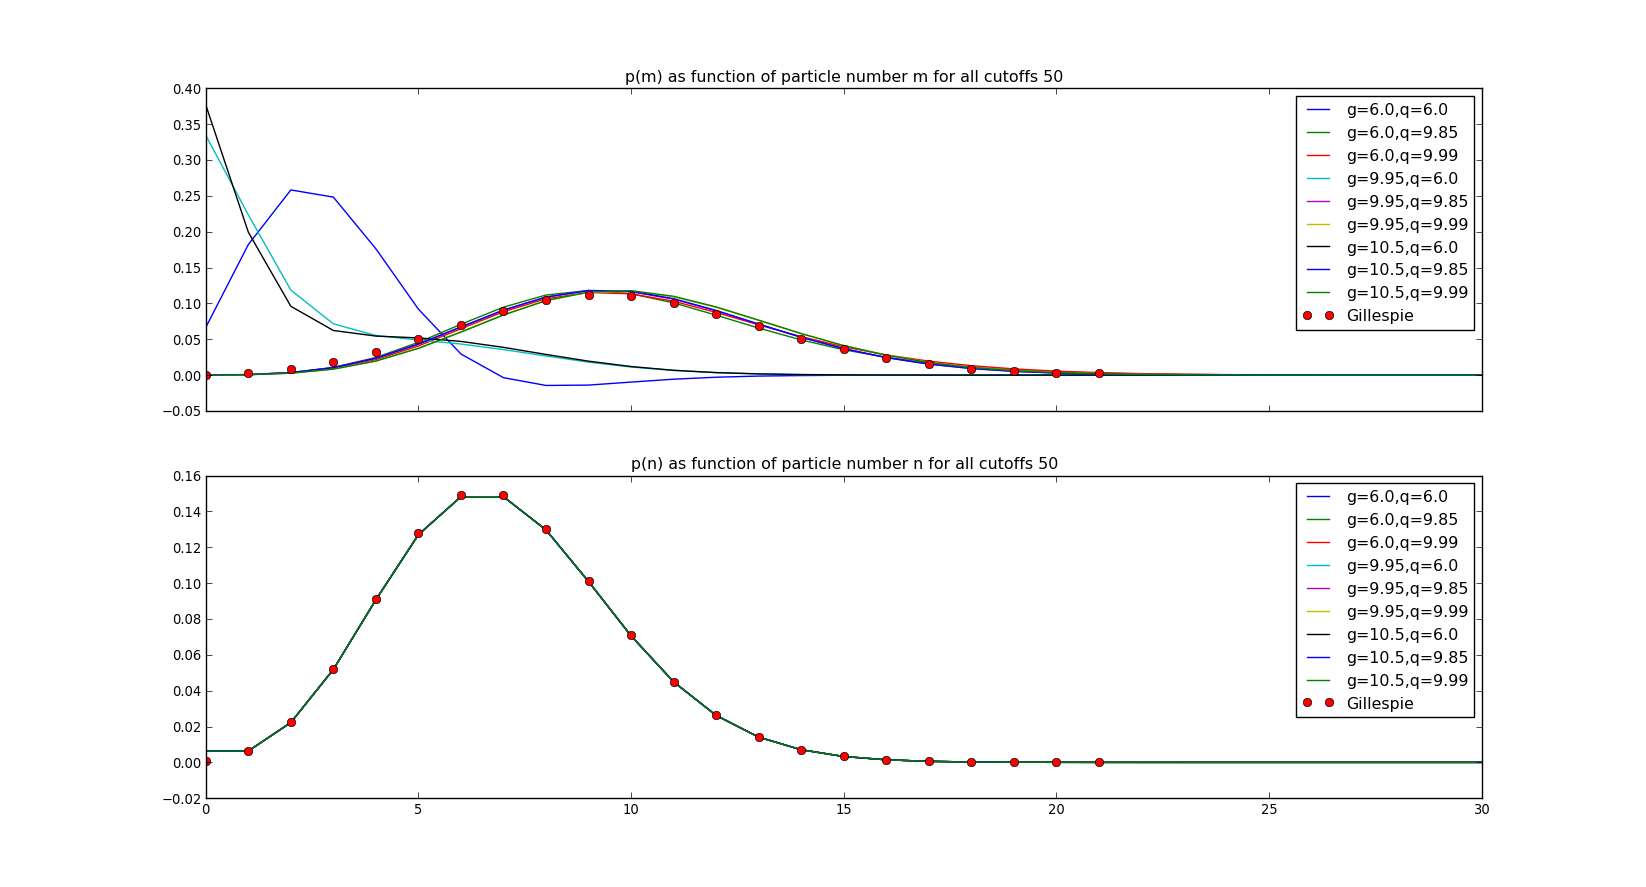 p(m) as function of particle number m for all cutoffs 50
0.40
0.35
0.30
0.25
0.20
0.15
0.10
0.05
0.00
−0.05
g=6.0,q=6.0
g=6.0,q=9.85
g=6.0,q=9.99
g=9.95,q=6.0
g=9.95,q=9.85
g=9.95,q=9.99
g=10.5,q=6.0
g=10.5,q=9.85
g=10.5,q=9.99
Gillespie
p(n) as function of particle number n for all cutoffs 50
0.16
0.14
0.12
0.10
0.08
0.06
0.04
0.02
0.00
−0.02
g=6.0,q=6.0
g=6.0,q=9.85
g=6.0,q=9.99
g=9.95,q=6.0
g=9.95,q=9.85
g=9.95,q=9.99
g=10.5,q=6.0
g=10.5,q=9.85
g=10.5,q=9.99
Gillespie
0 5 10 15 20 25 30